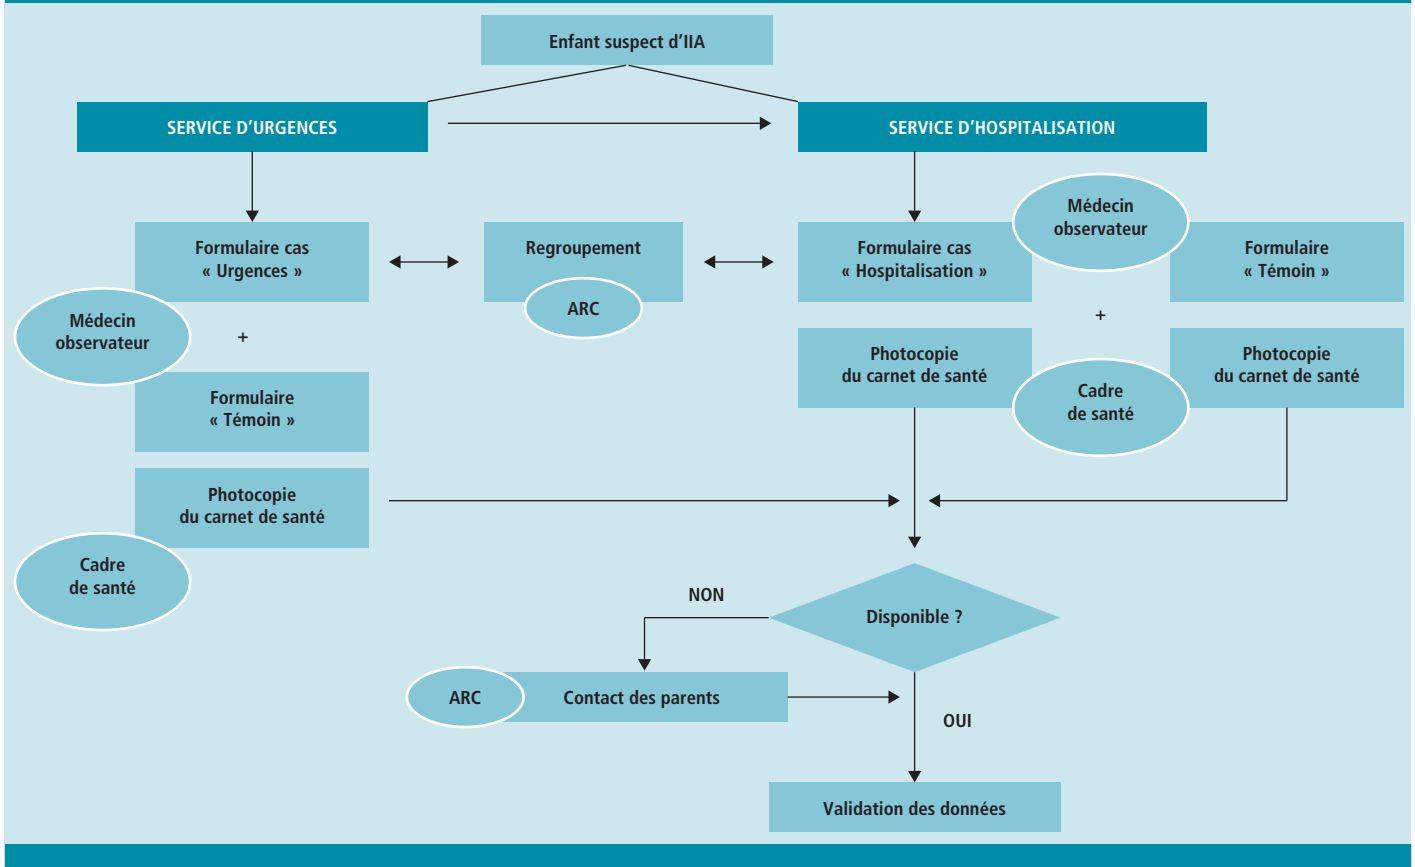 Enfant suspect d’IIA
SERVICE D’URGENCES
SERVICE D’HOSPITALISATION
Formulaire cas
« Urgences »
Médecin
observateur
+
Formulaire
« Témoin »
Photocopie
du carnet de santé
Cadre
de santé
Regroupement
ARC
Formulaire cas
« Hospitalisation »
Médecin
observateur
Formulaire
« Témoin »
+
Photocopie
du carnet de santé
Cadre
de santé
Photocopie
du carnet de santé
Disponible ?
NON
ARC
Contact des parents
OUI
Validation des données